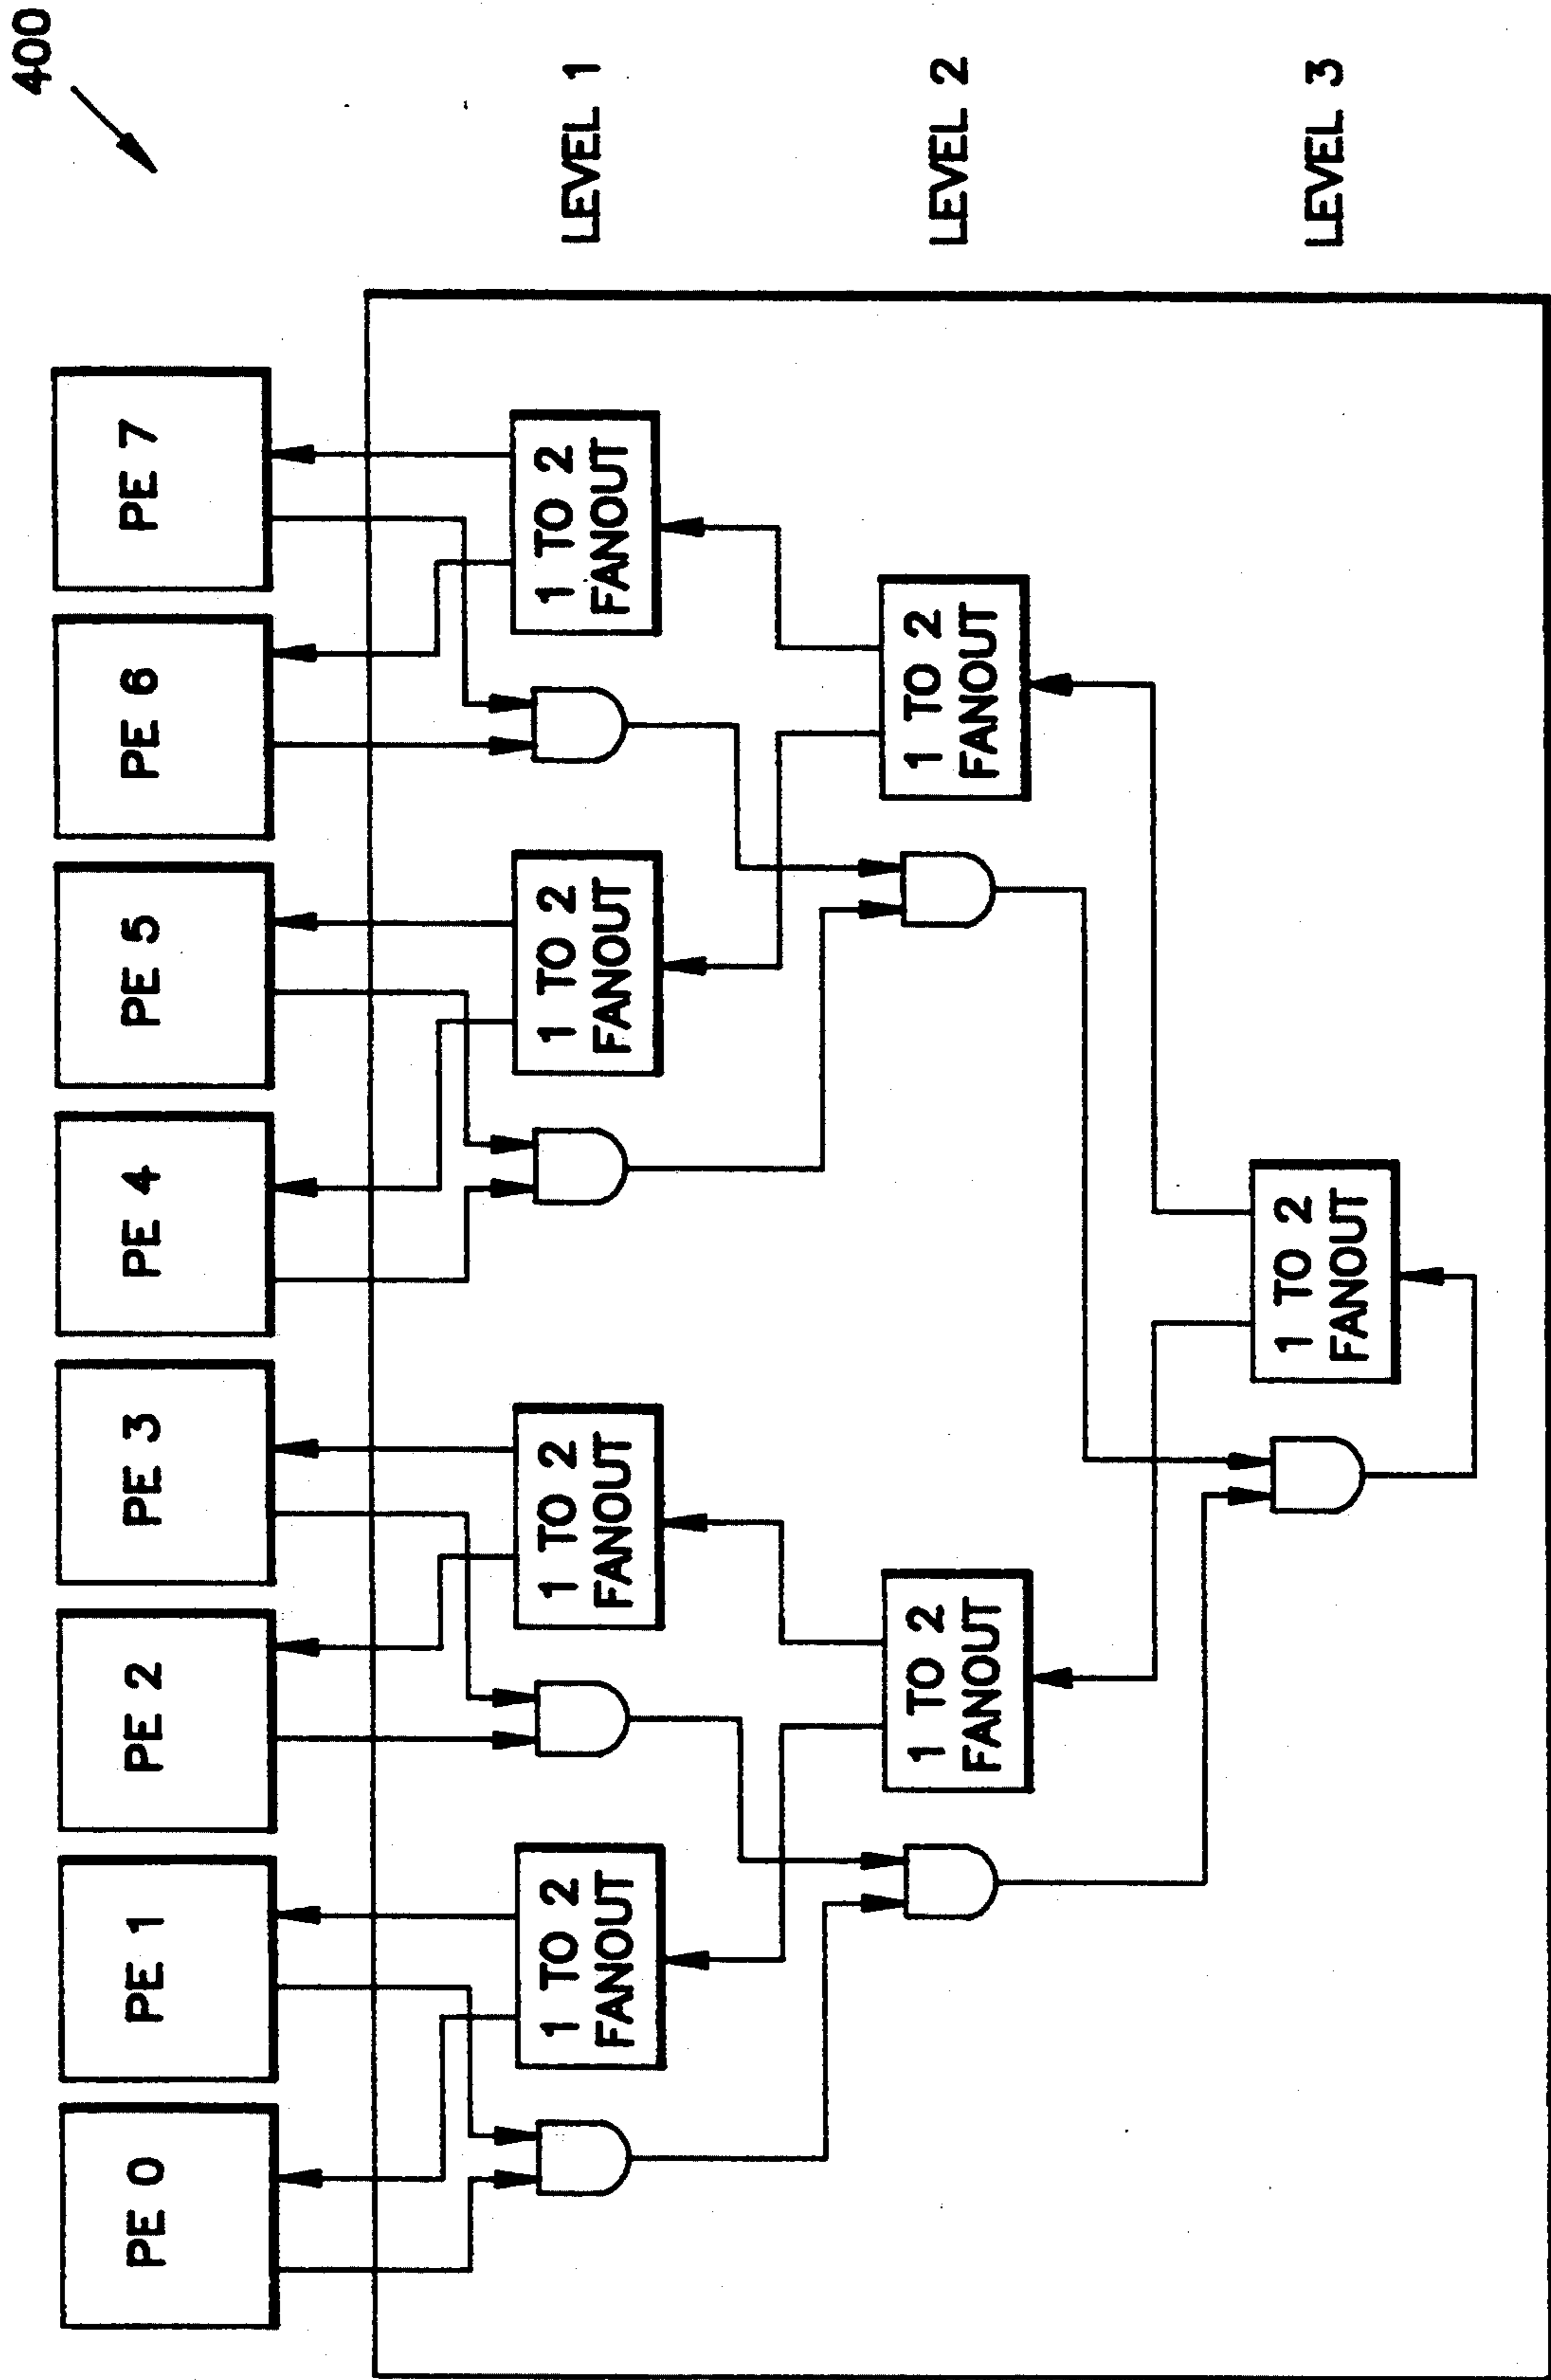 400
PE 0
PE 1
PE 2
PE 3
PE 4
PE 5
PE 6
PE 7
LEVEL 1
1 TO 2
FANOUT
1 TO 2
FANOUT
1 TO 2
FANOUT
1 TO 2
FANOUT
LEVEL 2
1 TO 2
FANOUT
1 TO 2
FANOUT
LEVEL 3
1 TO 2
FANOUT